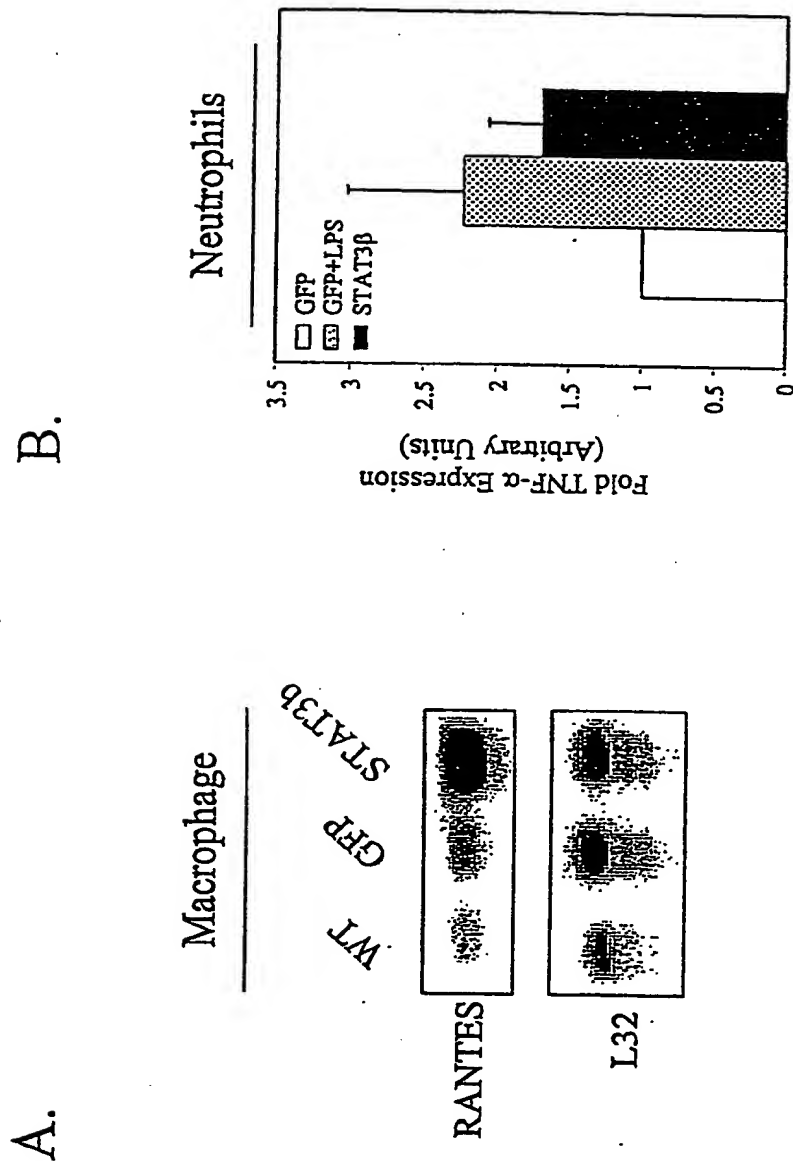 A.
Macrophage
WT GFP STAT3b
RANTES
L32
B.
Neutrophils
GFP
GFP+LPS
STAT3β
Fold TNF-α Expression
(Arbitrary Units)
3.5
3
2.5
2
1.5
1
0.5
0